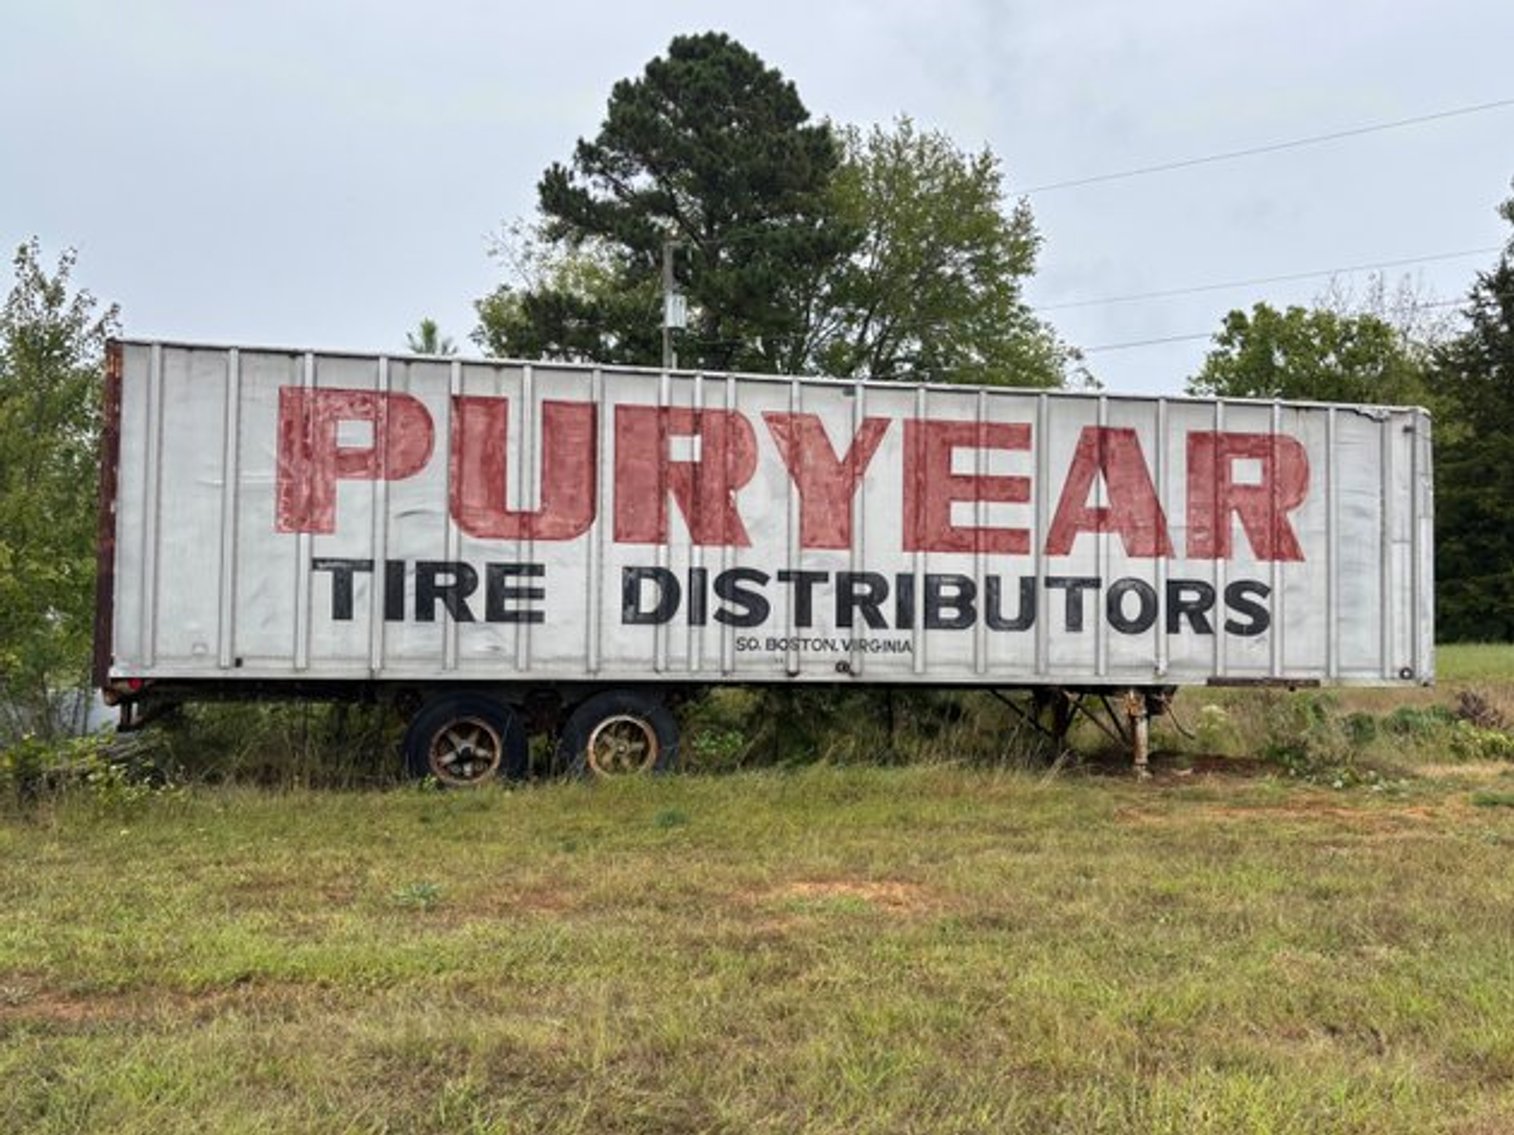 PURYEAR
TIRE DISTRIBUTORS
SO. BOSTON, VIRGINIA